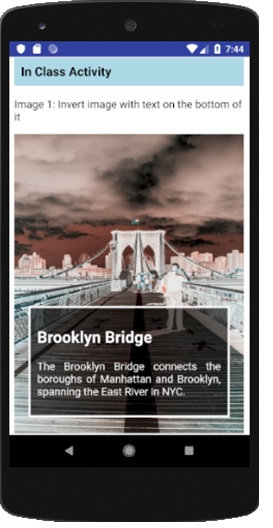 7:44
In Class Activity
Image 1: Invert image with text on the bottom of
it
Brooklyn Bridge
The Brooklyn Bridge connects the
boroughs of Manhattan and Brooklyn,
spanning the East River in NYC.